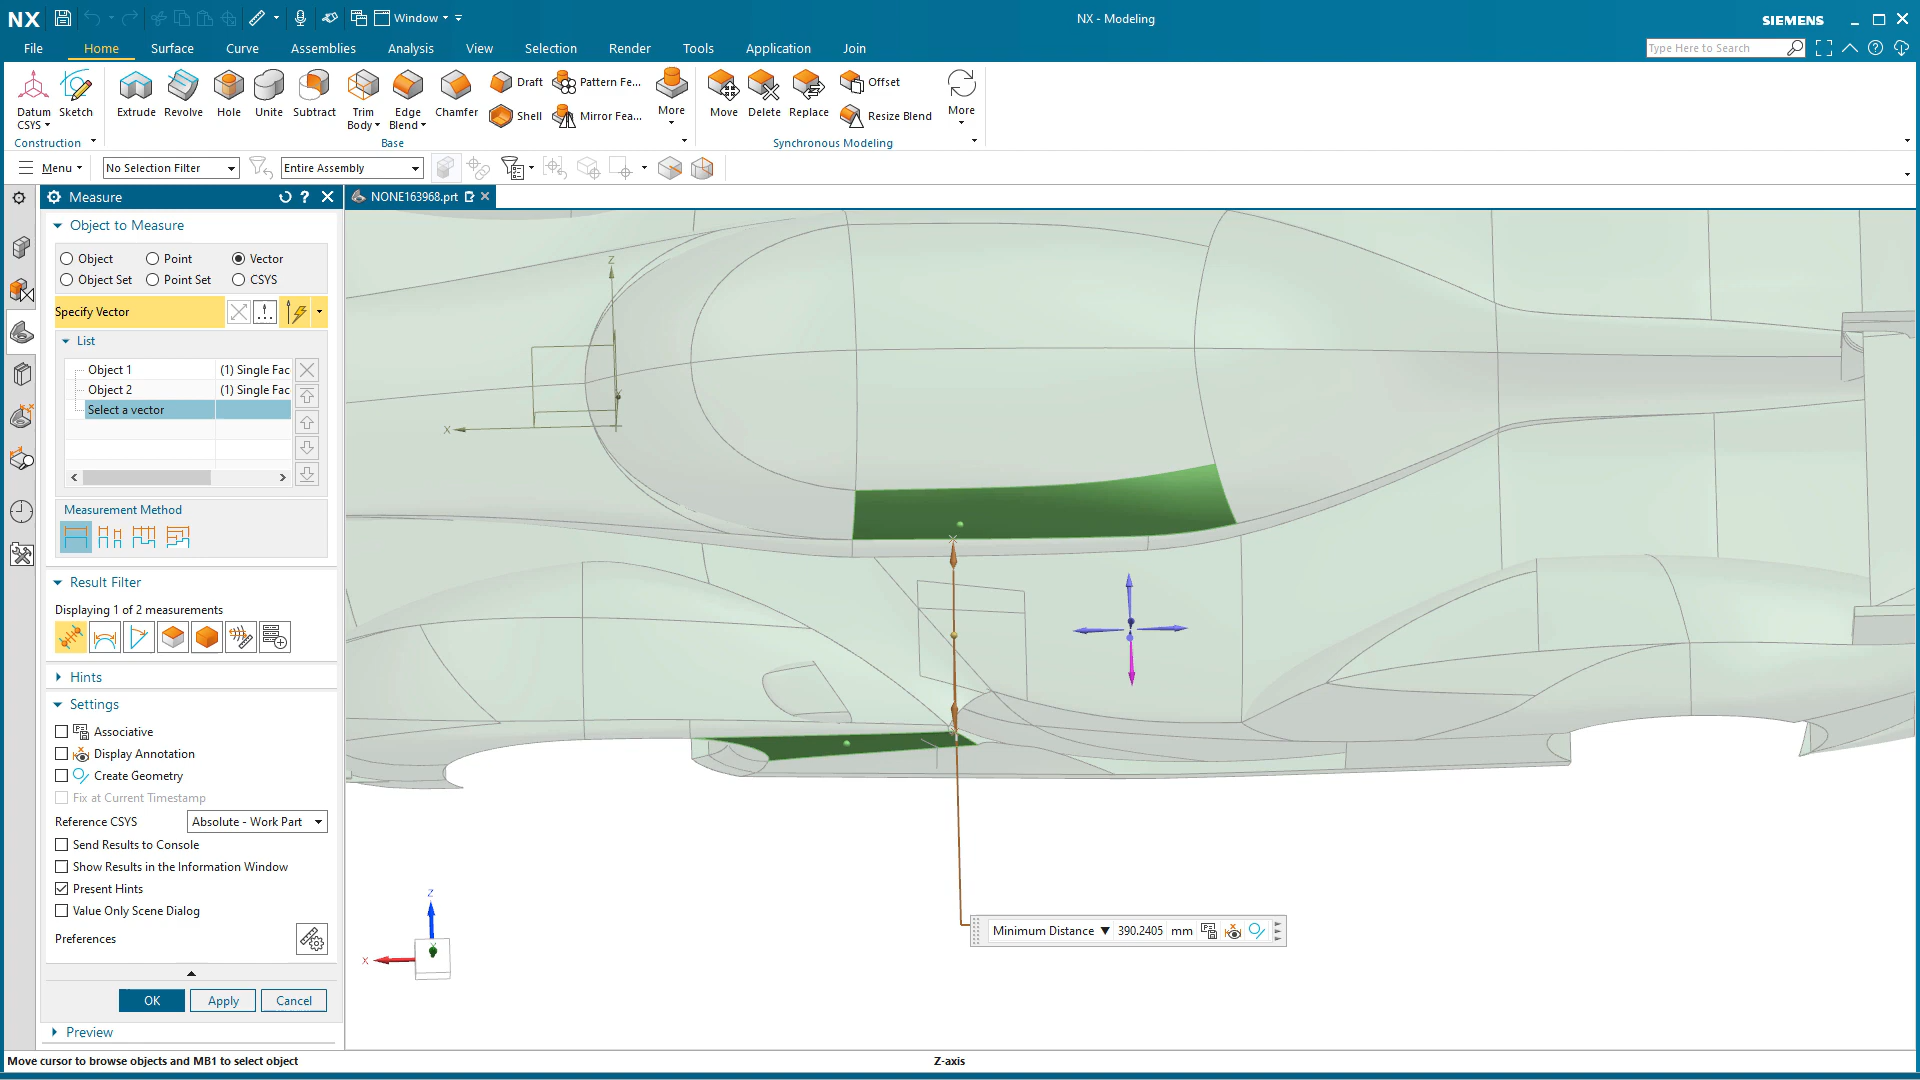 NX Window NX - Modeling SIEMENS
File Home Surface Curve Assemblies Analysis View Selection Render Tools Application Join Type Here to Search
Datum CSYS Sketch Extrude Revolve Hole Unite Subtract Trim Body Edge Blend Chamfer Draft Pattern Fe... More Move Delete Replace Offset More
Shell Mirror Fea... Resize Blend
Construction Base Synchronous Modeling
Menu No Selection Filter Entire Assembly
Measure NONE163968.prt
Object to Measure
Object Point Vector
Object Set Point Set CSYS
Specify Vector
List
Object 1 (1) Single Fac
Object 2 (1) Single Fac
Select a vector
Measurement Method
Result Filter
Displaying 1 of 2 measurements
Hints
Settings
Associative
Display Annotation
Create Geometry
Fix at Current Timestamp
Reference CSYS Absolute - Work Part
Send Results to Console
Show Results in the Information Window
Present Hints
Value Only Scene Dialog
Preferences
OK Apply Cancel
Preview
Z
X
Z
Y
X
Minimum Distance 390.2405 mm
Move cursor to browse objects and MB1 to select object Z-axis